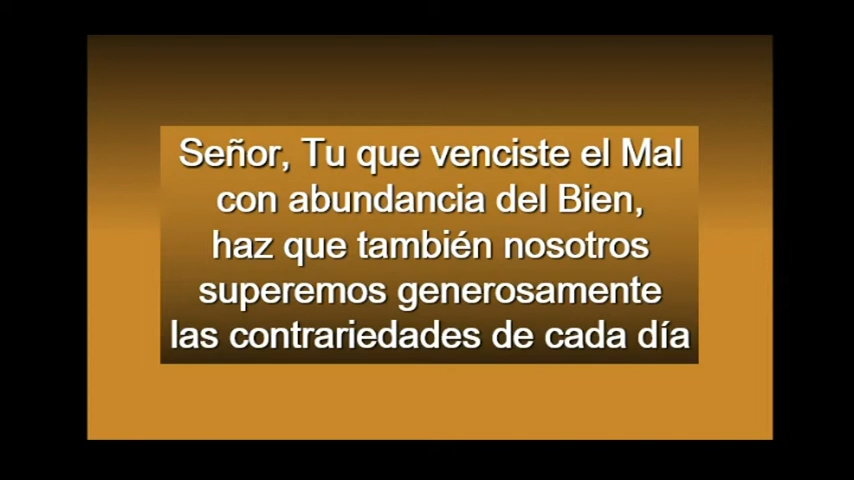 Señor, Tu que venciste el Mal
con abundancia del Bien,
haz que también nosotros
superemos generosamente
las contrariedades de cada día